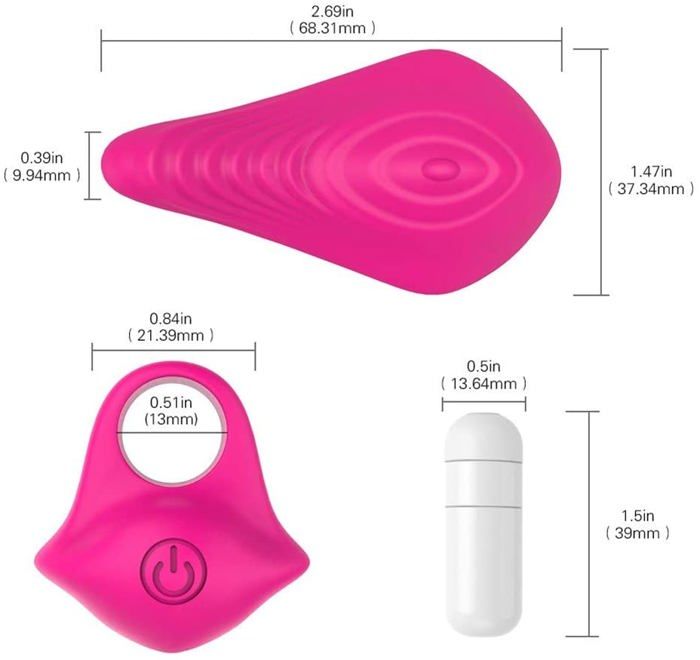 2.69in
( 68.31mm )
0.39in
( 9.94mm )
1.47in
( 37.34mm )
0.84in
( 21.39mm )
0.51in
(13mm)
0.5in
( 13.64mm )
1.5in
( 39mm )